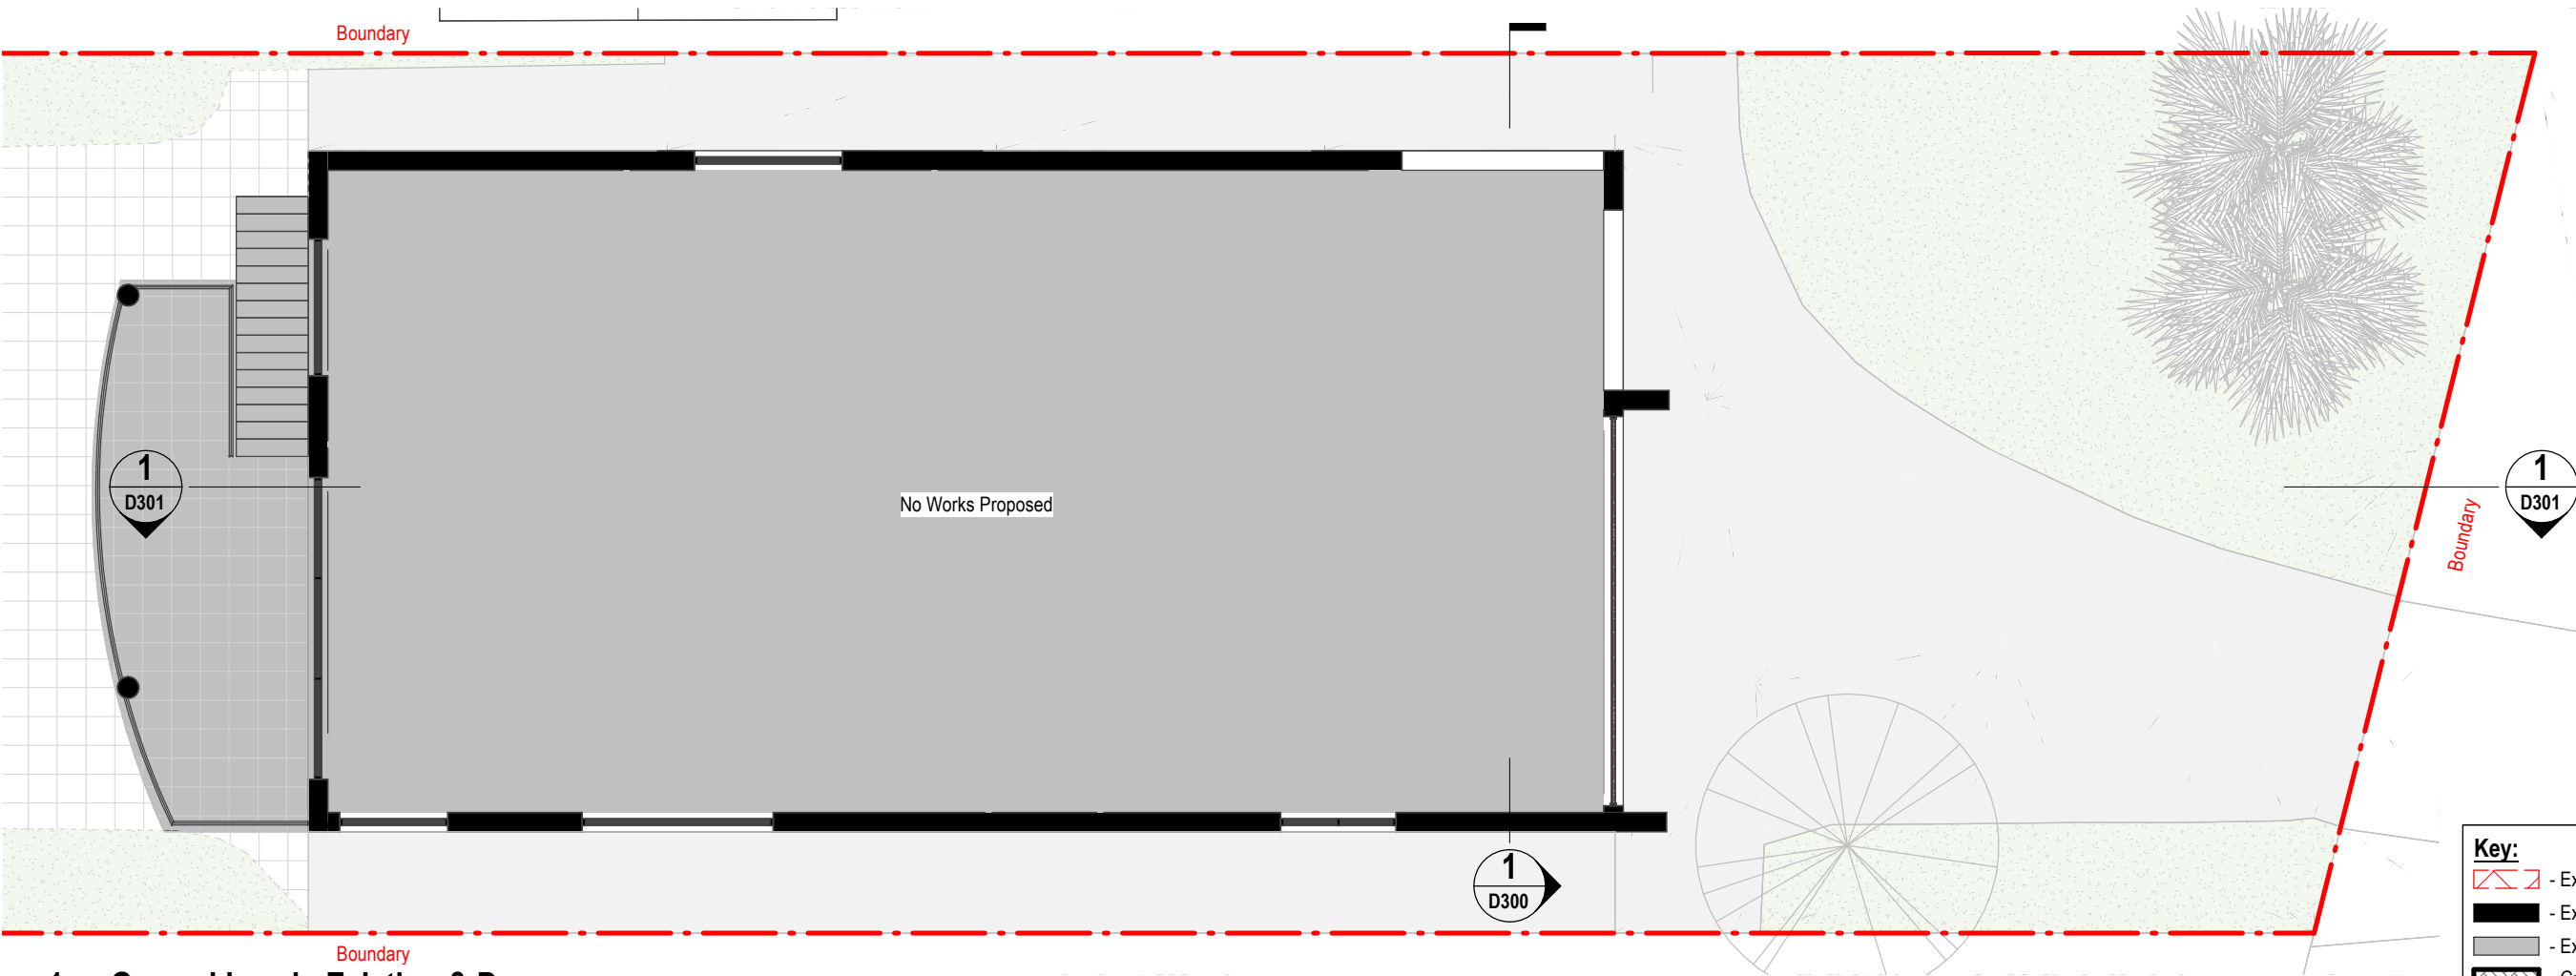 Boundary
1
D301
No Works Proposed
1
D301
Boundary
1
D300
Key:
- Ex
- Ex
- Ex
Boundary